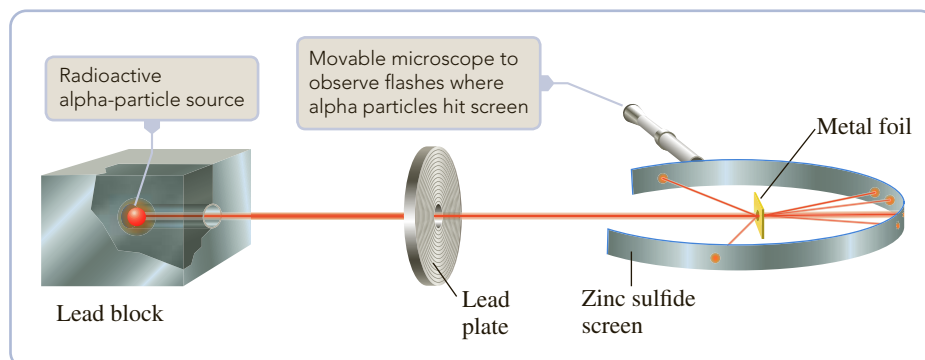 Radioactive
alpha-particle source
Movable microscope to
observe flashes where
alpha particles hit screen
Metal foil
Lead block
Lead
plate
Zinc sulfide
screen